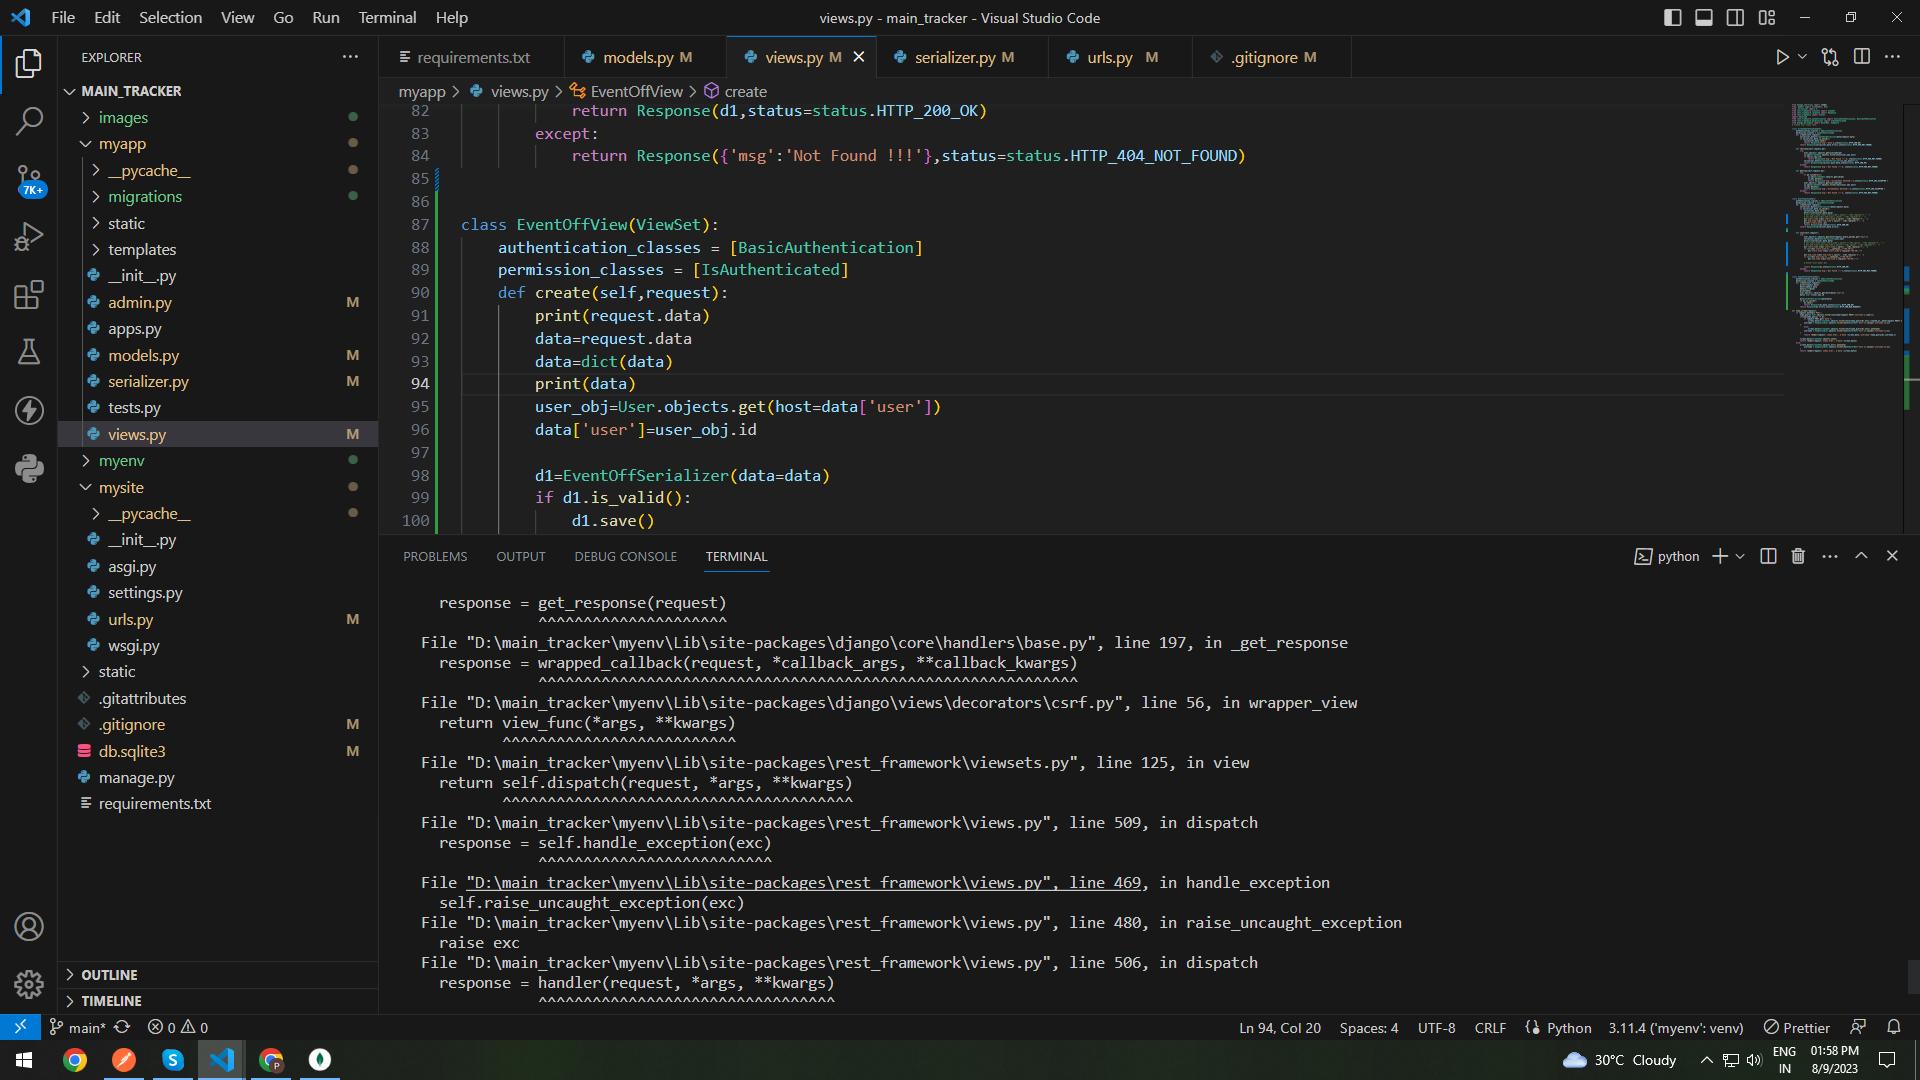 File Edit Selection View Go Run Terminal Help
views.py - main_tracker - Visual Studio Code
EXPLORER
requirements.txt
models.py M
views.py M
serializer.py M
urls.py M
.gitignore M
myapp > views.py > EventOffView > create
MAIN_TRACKER
images
myapp
__pycache__
migrations
static
templates
__init__.py
admin.py M
apps.py
models.py M
serializer.py M
tests.py
views.py M
myenv
mysite
__pycache__
__init__.py
asgi.py
settings.py
urls.py M
wsgi.py
static
.gitattributes
.gitignore M
db.sqlite3 M
manage.py
requirements.txt
OUTLINE
TIMELINE
7K+
82 return Response(d1,status=status.HTTP_200_OK)
83 except:
84 return Response({'msg':'Not Found !!!'},status=status.HTTP_404_NOT_FOUND)
85
86
87 class EventOffView(ViewSet):
88 authentication_classes = [BasicAuthentication]
89 permission_classes = [IsAuthenticated]
90 def create(self,request):
91 print(request.data)
92 data=request.data
93 data=dict(data)
94 print(data)
95 user_obj=User.objects.get(host=data['user'])
96 data['user']=user_obj.id
97
98 d1=EventOffSerializer(data=data)
99 if d1.is_valid():
100 d1.save()
PROBLEMS OUTPUT DEBUG CONSOLE TERMINAL
python
response = get_response(request)
^^^^^^^^^^^^^^^^^^^^^
File "D:\main_tracker\myenv\Lib\site-packages\django\core\handlers\base.py", line 197, in _get_response
response = wrapped_callback(request, *callback_args, **callback_kwargs)
^^^^^^^^^^^^^^^^^^^^^^^^^^^^^^^^^^^^^^^^^^^^^^^^^^^^^^^^^^^^
File "D:\main_tracker\myenv\Lib\site-packages\django\views\decorators\csrf.py", line 56, in wrapper_view
return view_func(*args, **kwargs)
^^^^^^^^^^^^^^^^^^^^^^^^^^
File "D:\main_tracker\myenv\Lib\site-packages\rest_framework\viewsets.py", line 125, in view
return self.dispatch(request, *args, **kwargs)
^^^^^^^^^^^^^^^^^^^^^^^^^^^^^^^^^^^^^^^
File "D:\main_tracker\myenv\Lib\site-packages\rest_framework\views.py", line 509, in dispatch
response = self.handle_exception(exc)
^^^^^^^^^^^^^^^^^^^^^^^^^^
File "D:\main_tracker\myenv\Lib\site-packages\rest_framework\views.py", line 469, in handle_exception
self.raise_uncaught_exception(exc)
File "D:\main_tracker\myenv\Lib\site-packages\rest_framework\views.py", line 480, in raise_uncaught_exception
raise exc
File "D:\main_tracker\myenv\Lib\site-packages\rest_framework\views.py", line 506, in dispatch
response = handler(request, *args, **kwargs)
^^^^^^^^^^^^^^^^^^^^^^^^^^^^^^^^^
main* 0 0
Ln 94, Col 20 Spaces: 4 UTF-8 CRLF Python 3.11.4 ('myenv': venv) Prettier
30°C Cloudy
ENG
IN
01:58 PM
8/9/2023